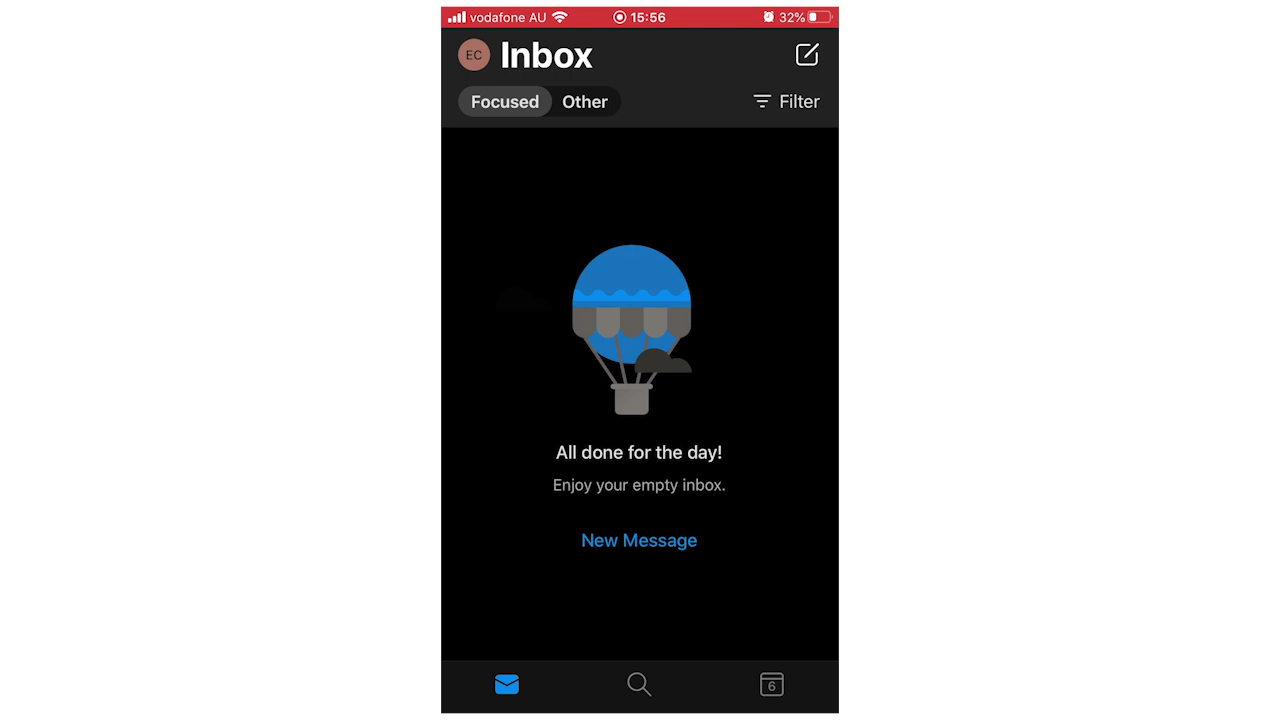 vodafone AU 15:56 32%
EC Inbox
Focused Other Filter
All done for the day!
Enjoy your empty inbox.
New Message
6